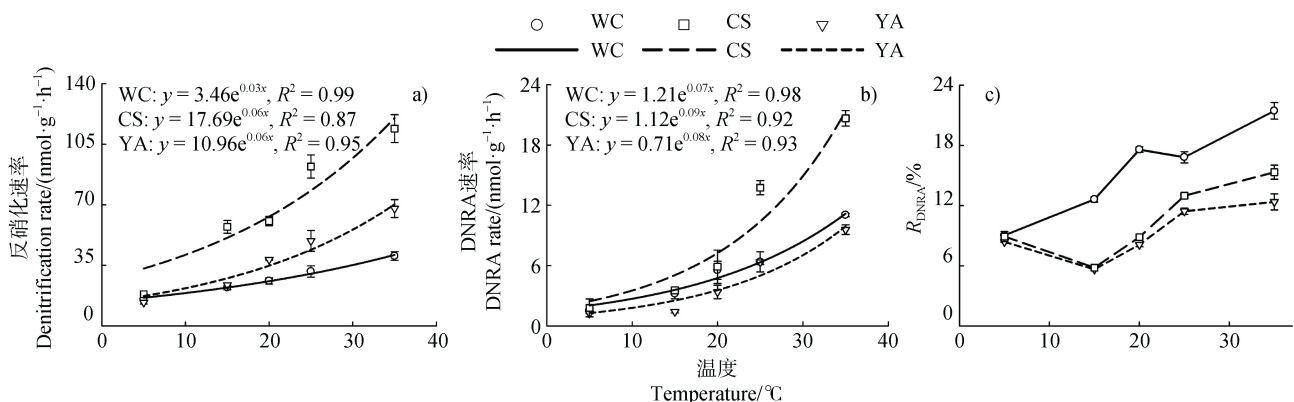 WC CS YA
WC CS YA
反硝化速率
Denitrification rate/(nmol·g⁻¹·h⁻¹)
140
105
70
35
0
WC: y = 3.46e^{0.03x}, R² = 0.99
CS: y = 17.69e^{0.06x}, R² = 0.87
YA: y = 10.96e^{0.06x}, R² = 0.95
a)
0 10 20 30 40
DNRA速率
DNRA rate/(nmol·g⁻¹·h⁻¹)
24
18
12
6
0
WC: y = 1.21e^{0.07x}, R² = 0.98
CS: y = 1.12e^{0.09x}, R² = 0.92
YA: y = 0.71e^{0.08x}, R² = 0.93
b)
0 10 20 30 40
R_{DNRA}/%
24
18
12
6
0
c)
0 10 20 30
温度
Temperature/℃